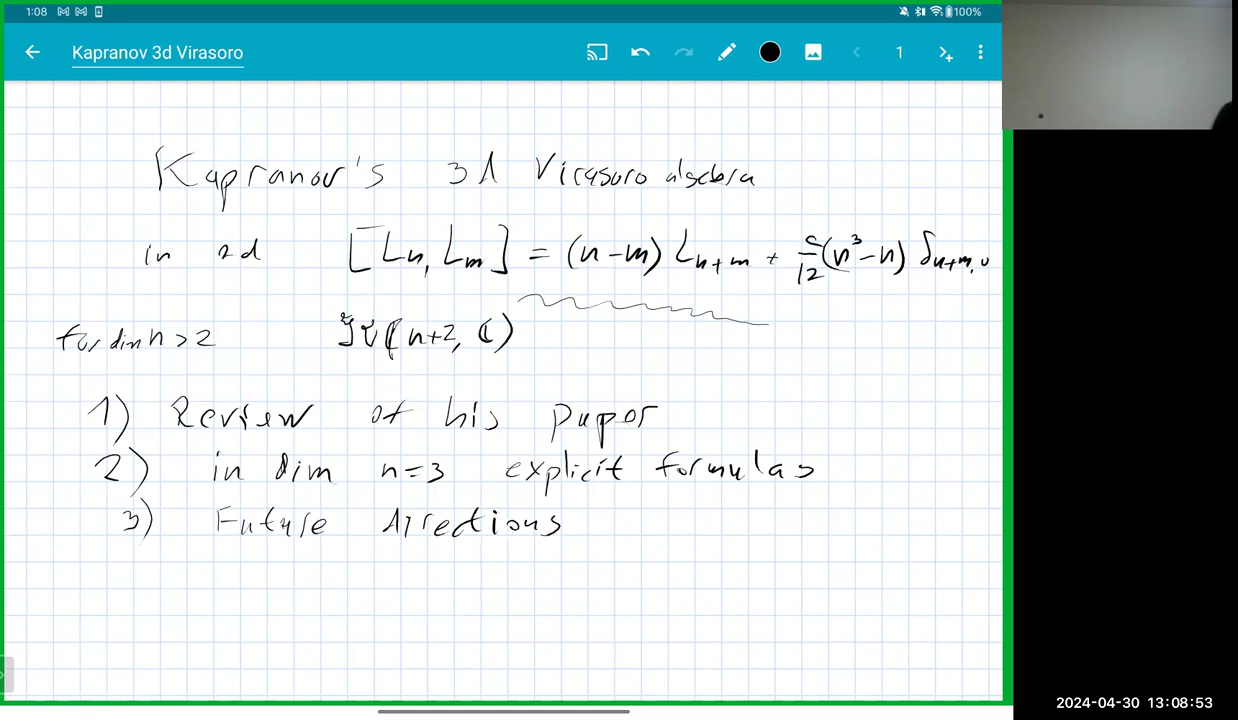 1:08 100%
Kapranov 3d Virasoro 1
Kapranov's 3d Virasoro algebra
in 2d [Ln, Lm] = (n-m) Ln+m + c/12 (n³-n) δn+m,0
for dim n > 2 (n+2, ℂ)
1) Review of his paper
2) in dim n=3 explicit formulas
3) Future directions
2024-04-30 13:08:53